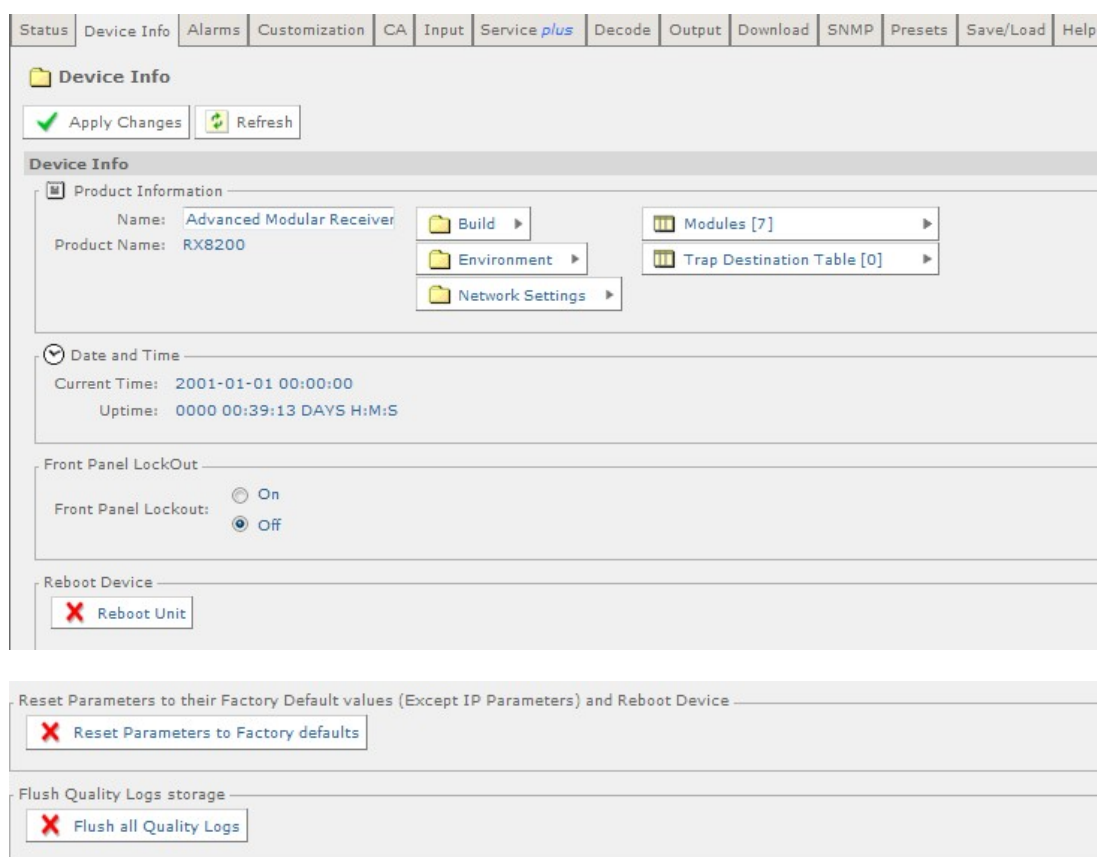 Status Device Info Alarms Customization CA Input Service plus Decode Output Download SNMP Presets Save/Load Help
Device Info
Apply Changes Refresh
Device Info
Product Information
Name: Advanced Modular Receiver Build Modules [7]
Product Name: RX8200 Environment Trap Destination Table [0]
Network Settings
Date and Time
Current Time: 2001-01-01 00:00:00
Uptime: 0000 00:39:13 DAYS H:M:S
Front Panel LockOut
Front Panel Lockout: On
Off
Reboot Device
Reboot Unit
Reset Parameters to their Factory Default values (Except IP Parameters) and Reboot Device
Reset Parameters to Factory defaults
Flush Quality Logs storage
Flush all Quality Logs